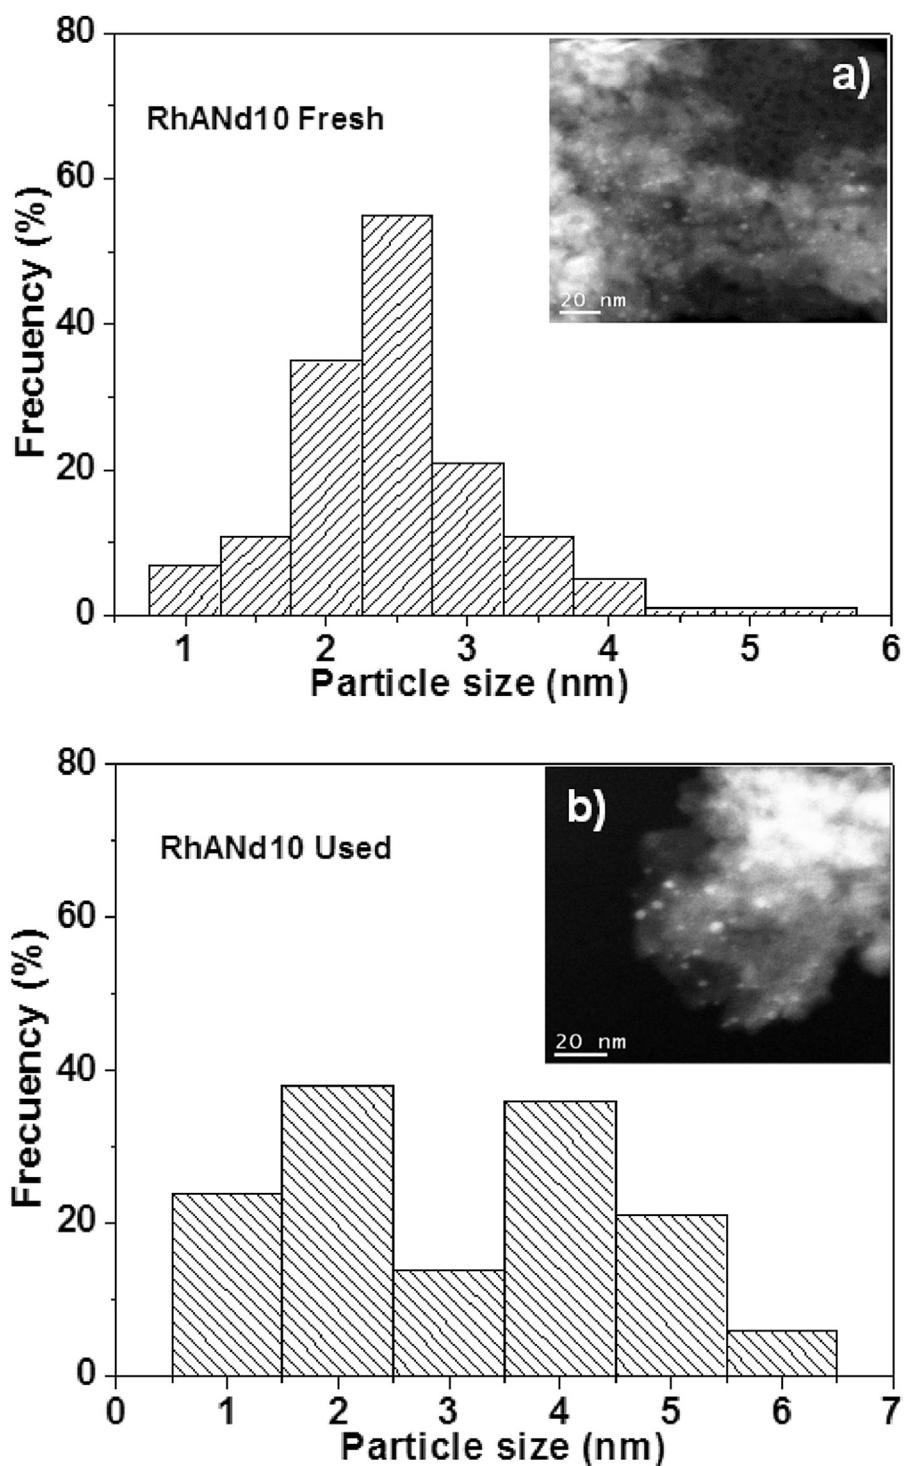 80
a)
RhANd10 Fresh
60
Frecuency (%)
40
20 nm
20
0
1 2 3 4 5 6
Particle size (nm)
80
b)
RhANd10 Used
60
Frecuency (%)
20 nm
40
20
0
0 1 2 3 4 5 6 7
Particle size (nm)